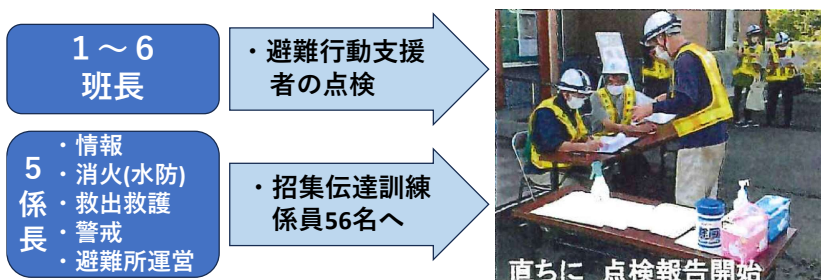 1～6
班長
・避難行動支援
者の点検
5
係
長
・情報
・消火(水防)
・救出救護
・警戒
・避難所運営
・招集伝達訓練
係員56名へ
直ちに 点検報告開始